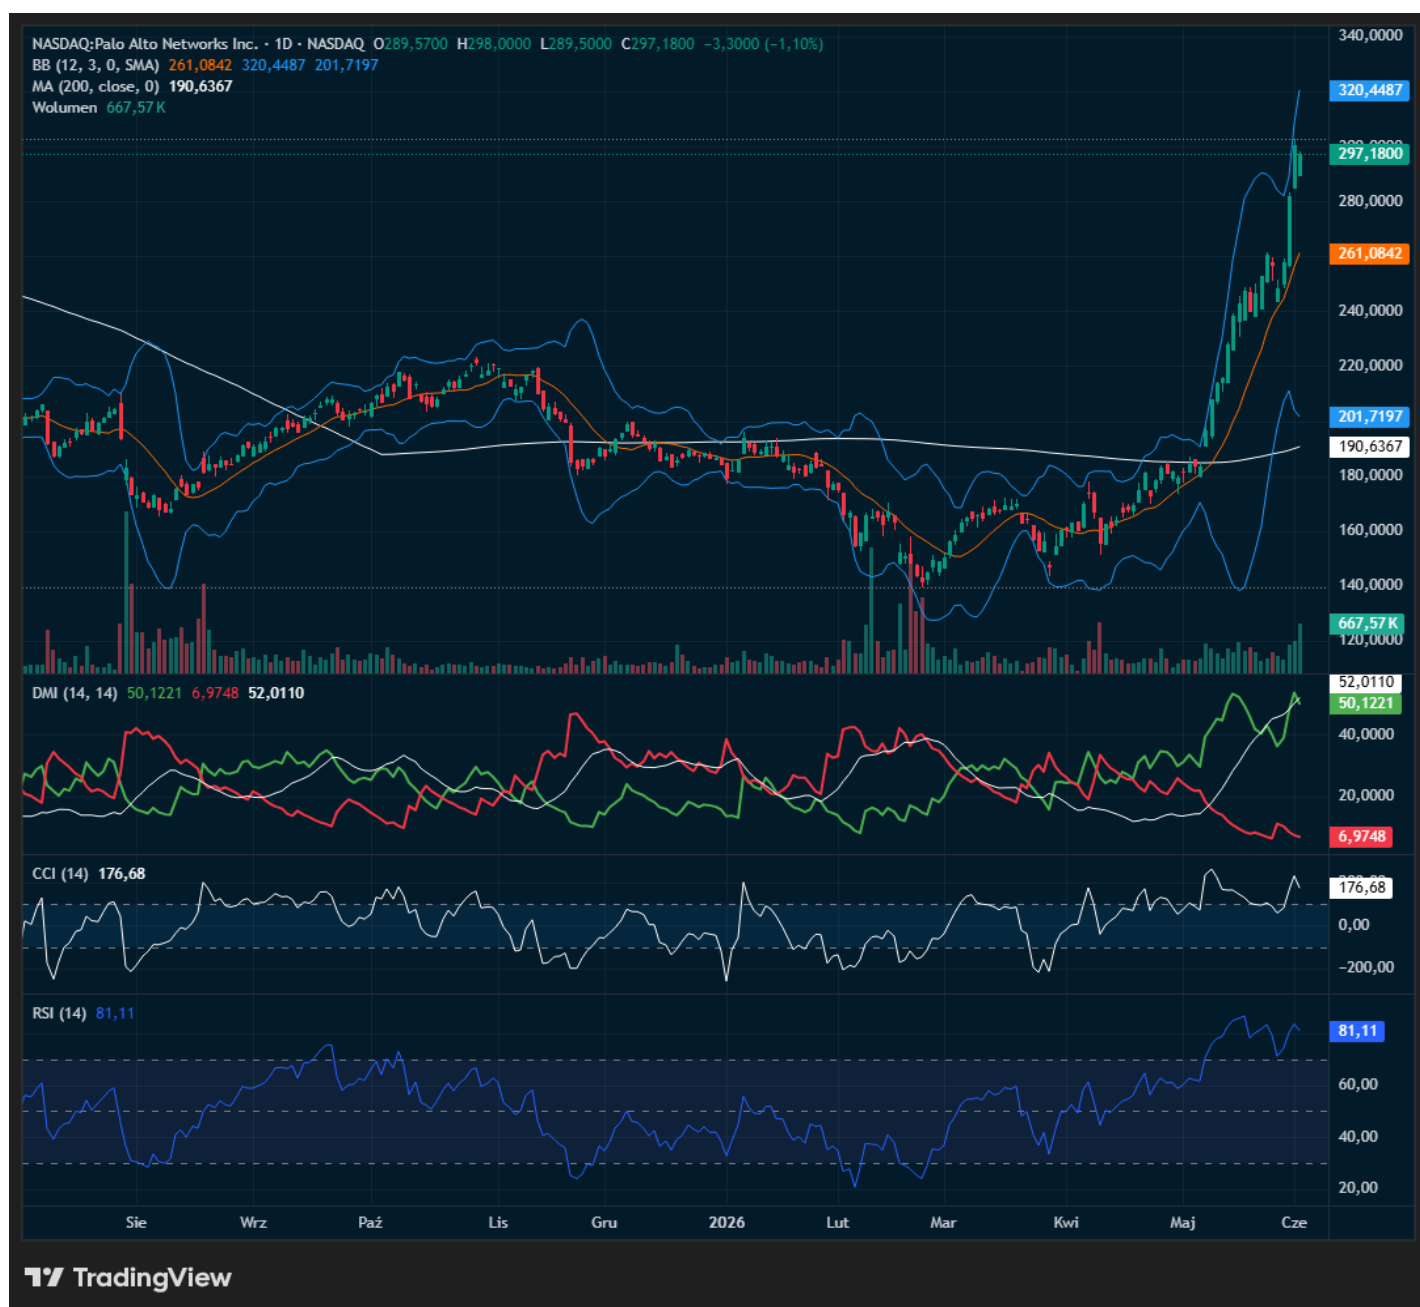 NASDAQ:Palo Alto Networks Inc. · 1D · NASDAQ O289,5700 H298,0000 L289,5000 C297,1800 −3,3000 (−1,10%)
BB (12, 3, 0, SMA) 261,0842 320,4487 201,7197
MA (200, close, 0) 190,6367
Wolumen 667,57 K
340,0000
320,4487
297,1800
280,0000
261,0842
240,0000
220,0000
201,7197
190,6367
180,0000
160,0000
140,0000
667,57 K
120,0000
DMI (14, 14) 50,1221 6,9748 52,0110
52,0110
50,1221
40,0000
20,0000
6,9748
CCI (14) 176,68
176,68
0,00
−200,00
RSI (14) 81,11
81,11
60,00
40,00
20,00
Sie Wrz Paź Lis Gru 2026 Lut Mar Kwi Maj Cze
TradingView